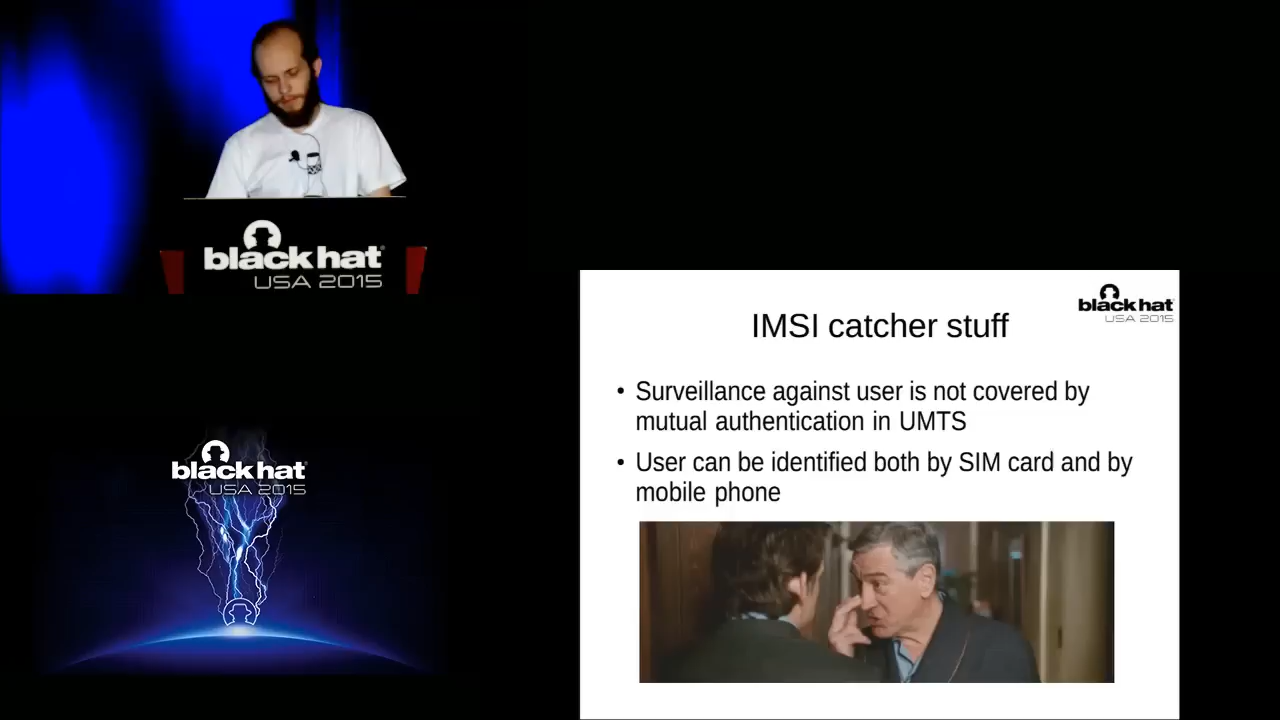 black hat
USA 2015
black hat
USA 2015
IMSI catcher stuff
• Surveillance against user is not covered by
mutual authentication in UMTS
• User can be identified both by SIM card and by
mobile phone
black hat
USA 2015